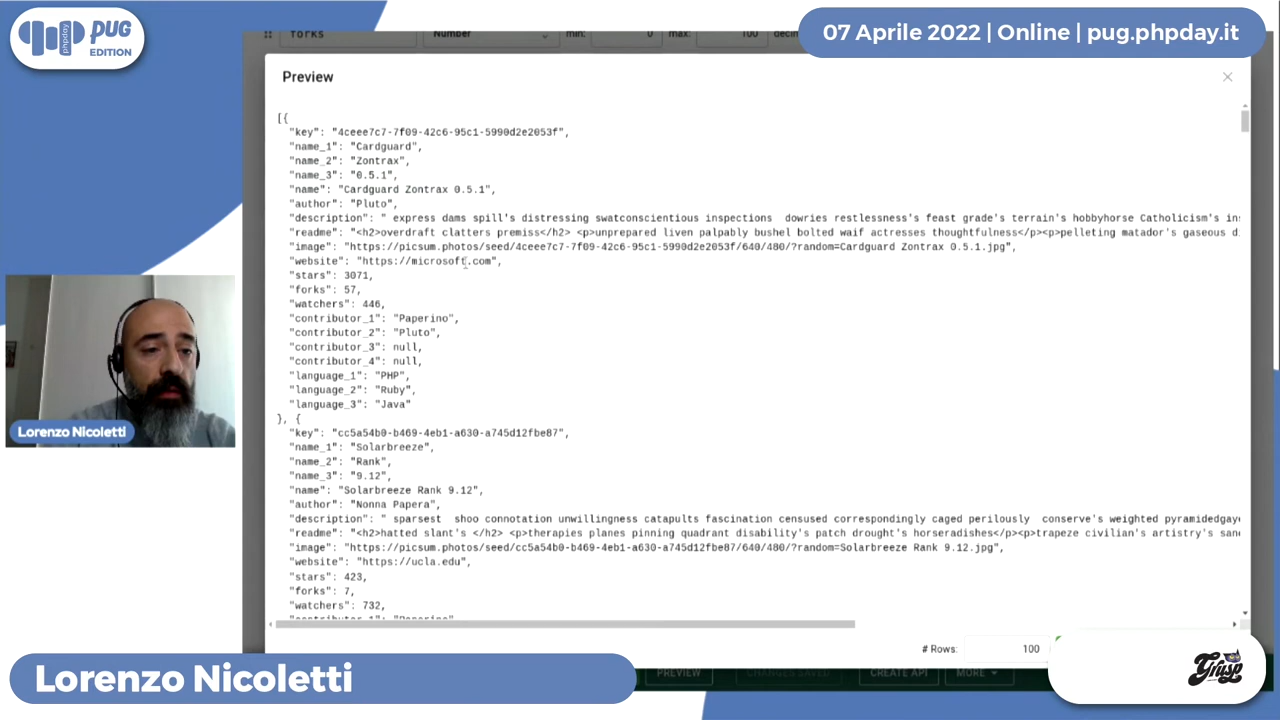 phpday PUG EDITION
07 Aprile 2022 | Online | pug.phpday.it
forks Number min: 0 max: 100
Preview
[{
"key": "4ceee7c7-7f09-42c6-95c1-5990d2e2053f",
"name_1": "Cardguard",
"name_2": "Zontrax",
"name_3": "0.5.1",
"name": "Cardguard Zontrax 0.5.1",
"author": "Pluto",
"description": " express dams spill's distressing swatconscientious inspections  dowries restlessness's feast grade's terrain's hobbyhorse Catholicism's
"readme": "<h2>overdraft clatters premiss</h2> <p>unprepared liven palpably bushel bolted waif actresses thoughtfulness</p><p>pelleting matador's gaseous
"image": "https://picsum.photos/seed/4ceee7c7-7f09-42c6-95c1-5990d2e2053f/640/480/?random=Cardguard Zontrax 0.5.1.jpg",
"website": "https://microsoft.com",
"stars": 3071,
"forks": 57,
"watchers": 446,
"contributor_1": "Paperino",
"contributor_2": "Pluto",
"contributor_3": null,
"contributor_4": null,
"language_1": "PHP",
"language_2": "Ruby",
"language_3": "Java"
}, {
"key": "cc5a54b0-b469-4eb1-a630-a745d12fbe87",
"name_1": "Solarbreeze",
"name_2": "Rank",
"name_3": "9.12",
"name": "Solarbreeze Rank 9.12",
"author": "Nonna Papera",
"description": " sparsest  shoo connotation unwillingness catapults fascination censused correspondingly caged perilously  conserve's weighted
"readme": "<h2>hatted slant's </h2> <p>therapies planes pinning quadrant disability's patch drought's horseradishes</p><p>trapeze civilian's artistry's
"image": "https://picsum.photos/seed/cc5a54b0-b469-4eb1-a630-a745d12fbe87/640/480/?random=Solarbreeze Rank 9.12.jpg",
"website": "https://ucla.edu",
"stars": 423,
"forks": 7,
"watchers": 732,
"contributor_1": "Paperino",
# Rows: 100
PREVIEW CHANGES SAVED CREATE API MORE
Lorenzo Nicoletti
Lorenzo Nicoletti
Grusp